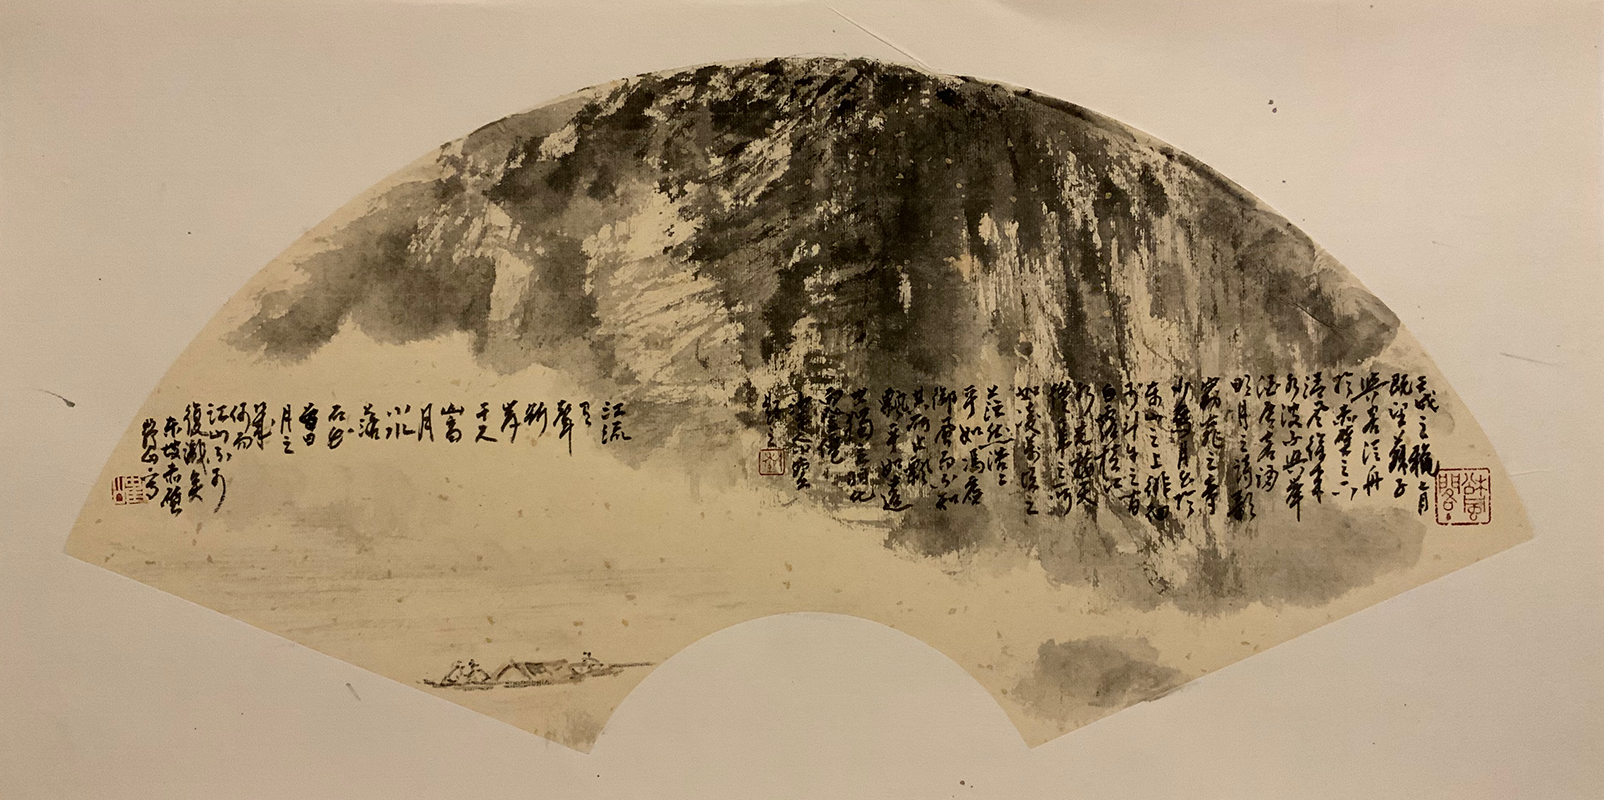 壬戌之秋七月
既望蘇子
與客泛舟
於赤壁之下
清風徐來
水波不興舉
酒屬客誦
明月之詩歌
窈窕之章
少焉月出於
東山之上徘徊
於斗牛之間
白露橫江
水光接天
縱一葦之所
如凌萬頃之
茫然浩浩
乎如馮虛
御風而不知
其所止飄
飄乎如遺
世獨立羽化
而登僊
江流
有
聲
斷
岸
千尺
山高
月
小水
落
石出
曾日
月之
幾
何而
江山不可
復識矣
東坡赤壁
寫